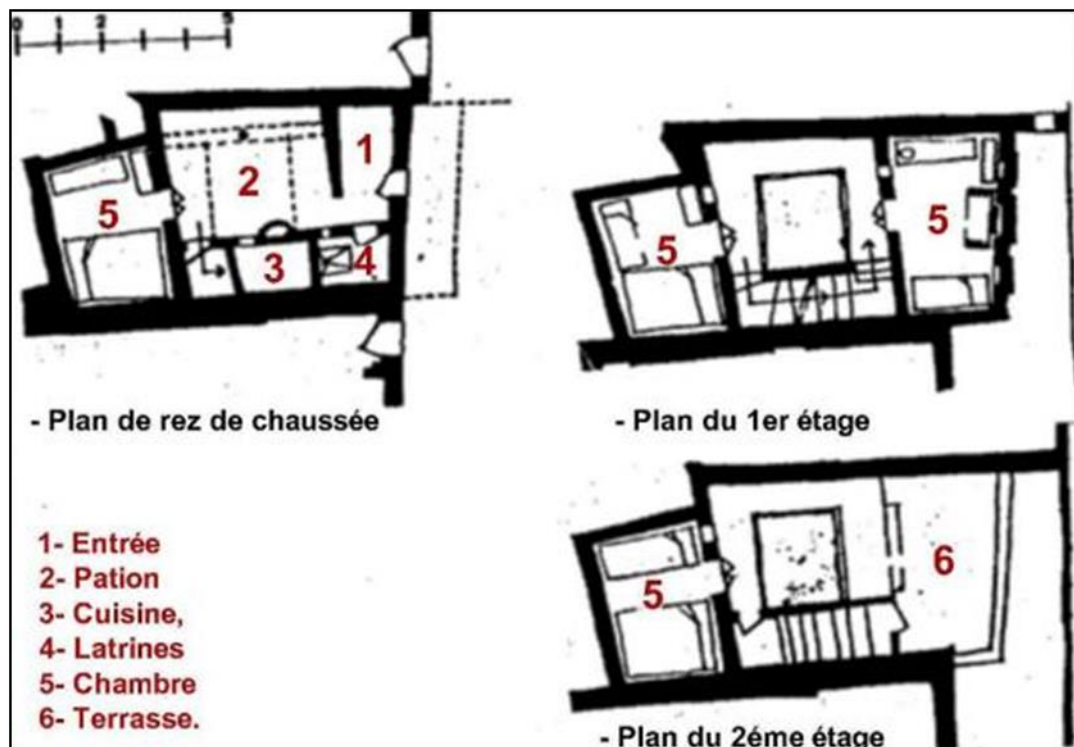 0 1 2 5
1
2
5
3
4
5
5
- Plan de rez de chaussée
- Plan du 1er étage
1- Entrée
2- Pation
3- Cuisine,
4- Latrines
5- Chambre
6- Terrasse.
5
6
- Plan du 2éme étage